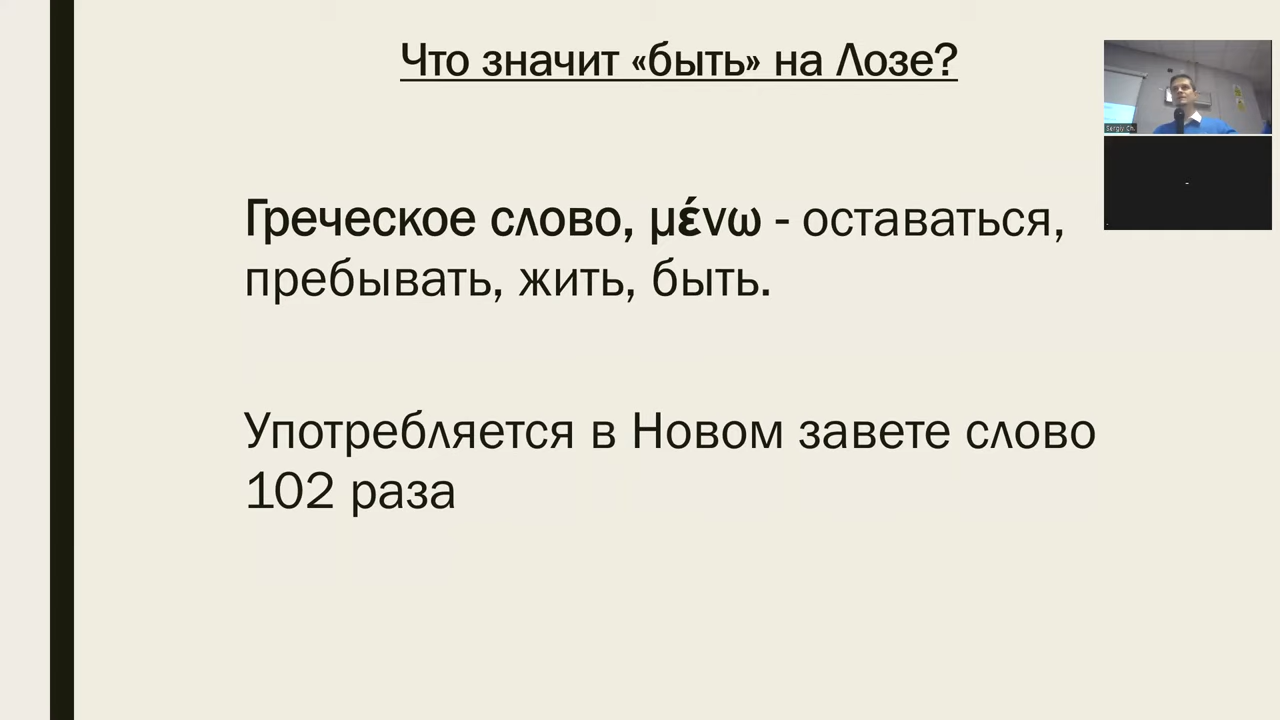 Что значит «быть» на Лозе?
Греческое слово, μένω - оставаться,
пребывать, жить, быть.
Употребляется в Новом завете слово
102 раза
Sergiy Ch.
-